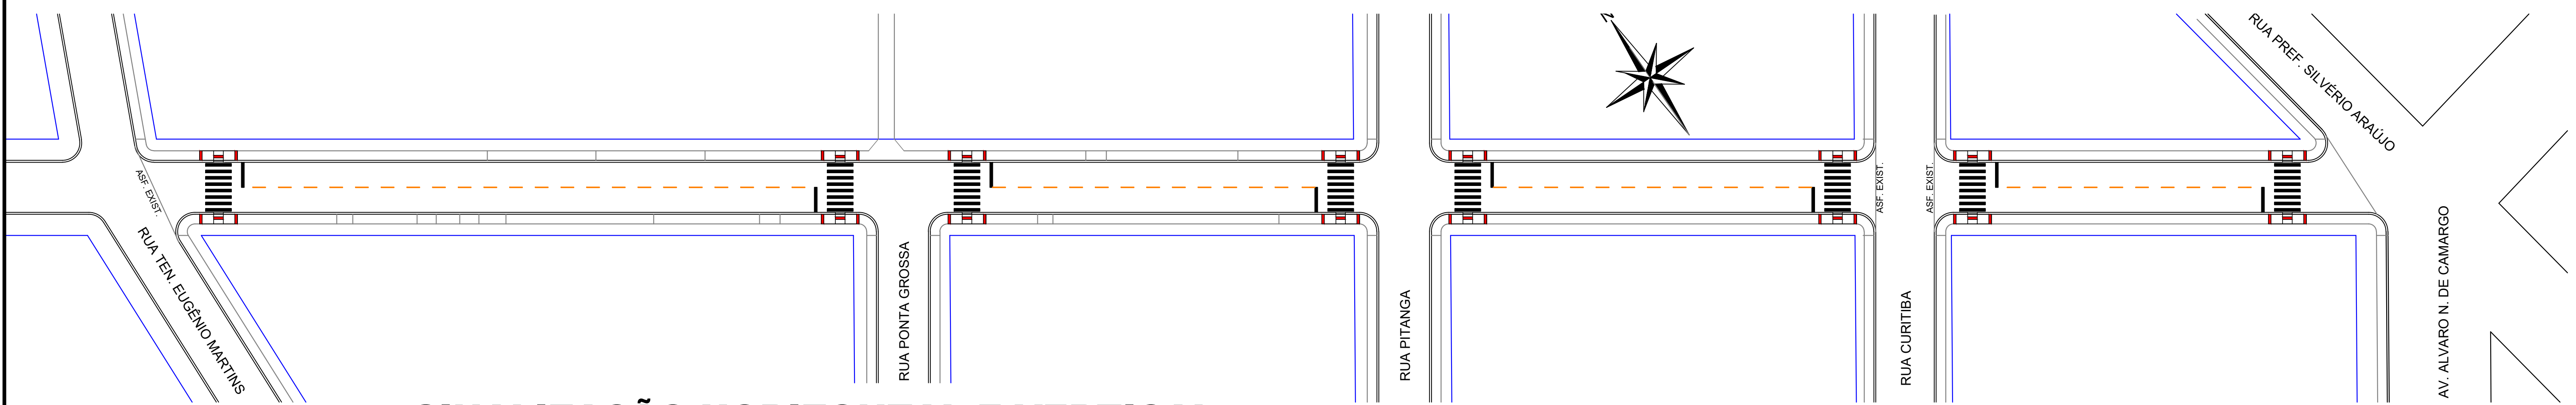 N
RUA PREF. SILVÉRIO ARAÚJO
ASF. EXIST.
ASF. EXIST.
ASF. EXIST.
RUA TEN. EUGÊNIO MARTINS
RUA PONTA GROSSA
RUA PITANGA
RUA CURITIBA
AV. ALVARO N. DE CAMARGO